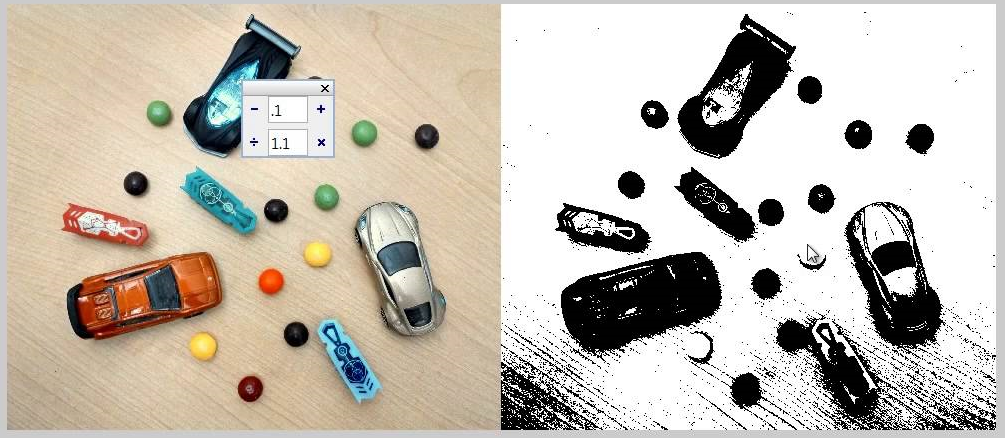 ×
− .1 +
÷ 1.1 ×